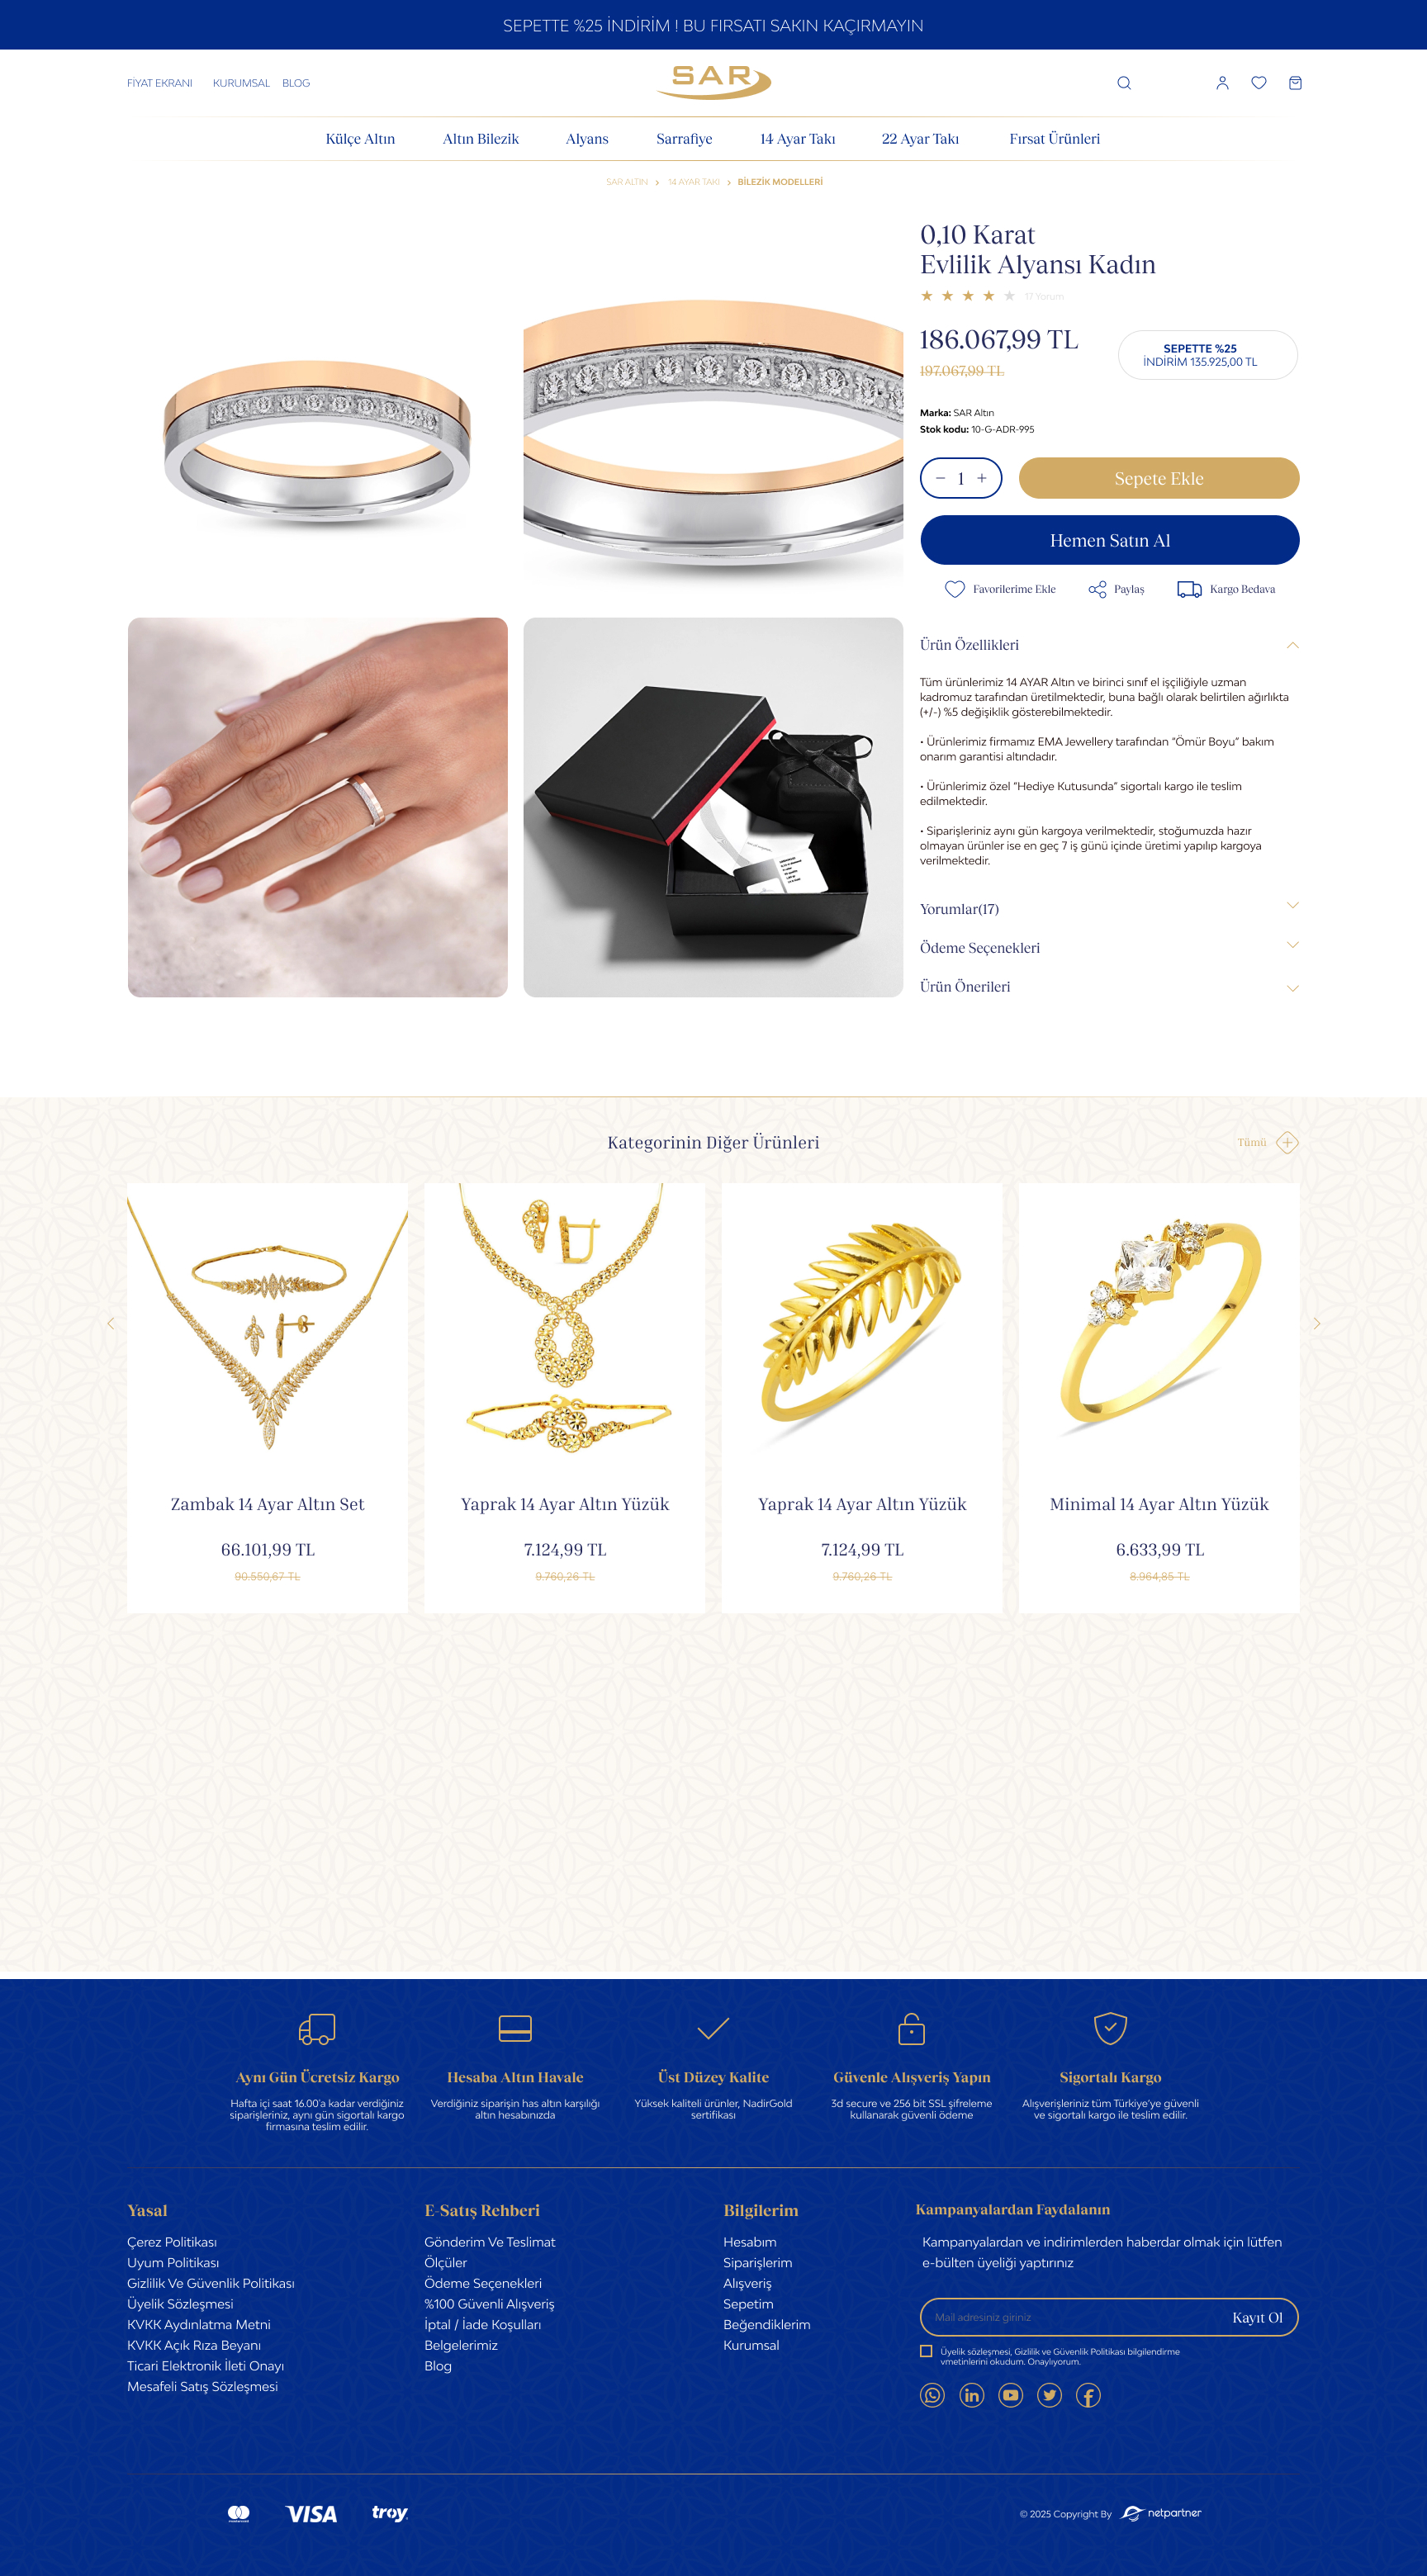 SEPETTE %25 İNDİRİM ! BU FIRSATI SAKIN KAÇIRMAYIN
FİYAT EKRANI KURUMSAL BLOG
SAR
Külçe Altın Altın Bilezik Alyans Sarrafiye 14 Ayar Takı 22 Ayar Takı Fırsat Ürünleri
SAR ALTIN > 14 AYAR TAKI > BİLEZİK MODELLERİ
0,10 Karat
Evlilik Alyansı Kadın
17 Yorum
186.067,99 TL
197.067,99 TL
SEPETTE %25
İNDİRİM 135.925,00 TL
Marka: SAR Altın
Stok kodu: 10-G-ADR-995
− 1 +
Sepete Ekle
Hemen Satın Al
Favorilerime Ekle Paylaş Kargo Bedava
Ürün Özellikleri
Tüm ürünlerimiz 14 AYAR Altın ve birinci sınıf el işçiliğiyle uzman
kadromuz tarafından üretilmektedir, buna bağlı olarak belirtilen ağırlıkta
(+/-) %5 değişiklik gösterebilmektedir.
• Ürünlerimiz firmamız EMA Jewellery tarafından “Ömür Boyu” bakım
onarım garantisi altındadır.
• Ürünlerimiz özel “Hediye Kutusunda” sigortalı kargo ile teslim
edilmektedir.
• Siparişleriniz aynı gün kargoya verilmektedir, stoğumuzda hazır
olmayan ürünler ise en geç 7 iş günü içinde üretimi yapılıp kargoya
verilmektedir.
Yorumlar(17)
Ödeme Seçenekleri
Ürün Önerileri
Kategorinin Diğer Ürünleri
Tümü
Zambak 14 Ayar Altın Set
66.101,99 TL
90.550,67 TL
Yaprak 14 Ayar Altın Yüzük
7.124,99 TL
9.760,26 TL
Yaprak 14 Ayar Altın Yüzük
7.124,99 TL
9.760,26 TL
Minimal 14 Ayar Altın Yüzük
6.633,99 TL
8.964,85 TL
Aynı Gün Ücretsiz Kargo
Hafta içi saat 16.00'a kadar verdiğiniz
siparişleriniz, aynı gün sigortalı kargo
firmasına teslim edilir.
Hesaba Altın Havale
Verdiğiniz siparişin has altın karşılığı
altın hesabınızda
Üst Düzey Kalite
Yüksek kaliteli ürünler, NadirGold
sertifikası
Güvenle Alışveriş Yapın
3d secure ve 256 bit SSL şifreleme
kullanarak güvenli ödeme
Sigortalı Kargo
Alışverişleriniz tüm Türkiye'ye güvenli
ve sigortalı kargo ile teslim edilir.
Yasal
Çerez Politikası
Uyum Politikası
Gizlilik Ve Güvenlik Politikası
Üyelik Sözleşmesi
KVKK Aydınlatma Metni
KVKK Açık Rıza Beyanı
Ticari Elektronik İleti Onayı
Mesafeli Satış Sözleşmesi
E-Satış Rehberi
Gönderim Ve Teslimat
Ölçüler
Ödeme Seçenekleri
%100 Güvenli Alışveriş
İptal / İade Koşulları
Belgelerimiz
Blog
Bilgilerim
Hesabım
Siparişlerim
Alışveriş
Sepetim
Beğendiklerim
Kurumsal
Kampanyalardan Faydalanın
Kampanyalardan ve indirimlerden haberdar olmak için lütfen
e-bülten üyeliği yaptırınız
Mail adresiniz giriniz
Kayıt Ol
Üyelik sözleşmesi, Gizlilik ve Güvenlik Politikası bilgilendirme
vmetinlerini okudum. Onaylıyorum.
VISA troy
© 2025 Copyright By netpartner